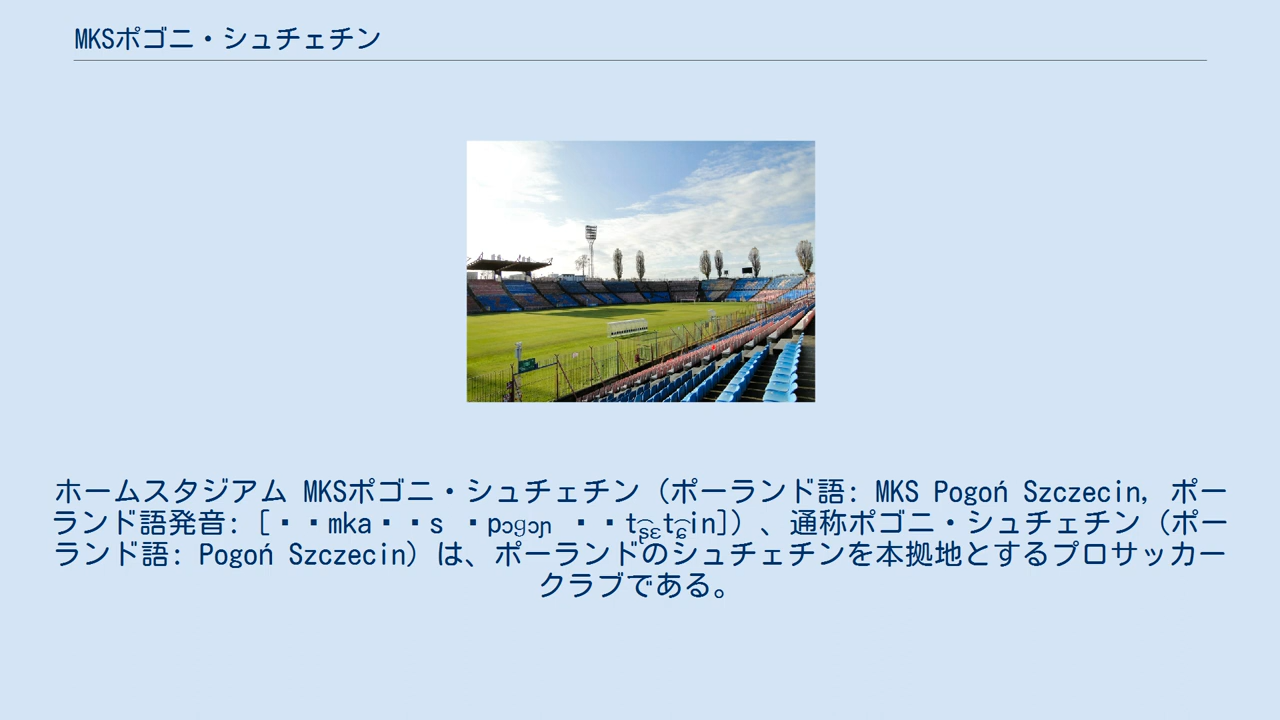 MKSポゴニ・シュチェチン
ホームスタジアム MKSポゴニ・シュチェチン（ポーランド語: MKS Pogoń Szczecin, ポー
ランド語発音: [▪▪mka▪▪s ▪pɔɡɔɲ ▪▪t͡ʂɛt͡ɕin]）、通称ポゴニ・シュチェチン（ポー
ランド語: Pogoń Szczecin）は、ポーランドのシュチェチンを本拠地とするプロサッカー
クラブである。